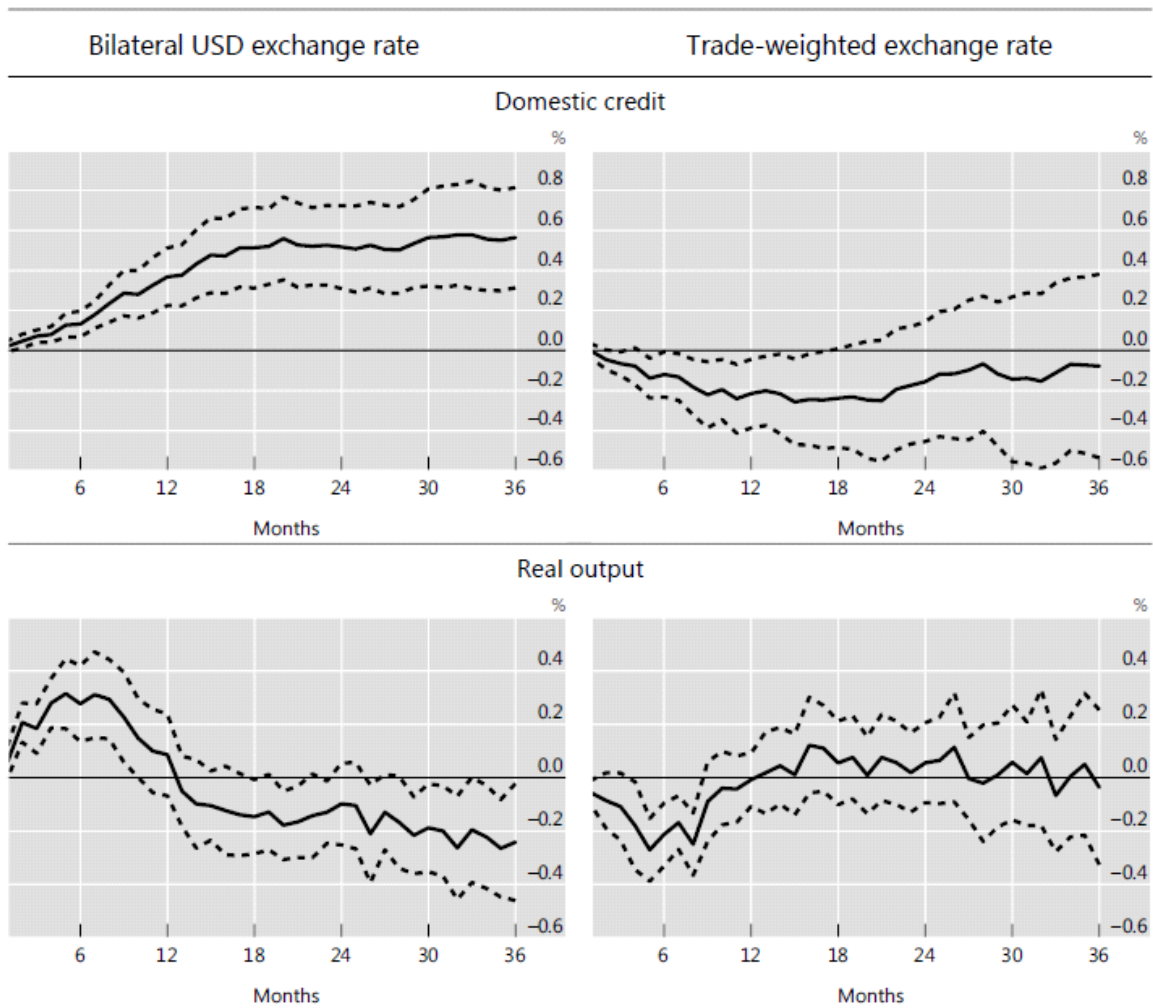 Bilateral USD exchange rate Trade-weighted exchange rate
Domestic credit
% %
0.8 0.8
0.6 0.6
0.4 0.4
0.2 0.2
0.0 0.0
−0.2 −0.2
−0.4 −0.4
−0.6 −0.6
6 12 18 24 30 36 6 12 18 24 30 36
Months Months
Real output
% %
0.4 0.4
0.2 0.2
0.0 0.0
−0.2 −0.2
−0.4 −0.4
−0.6 −0.6
6 12 18 24 30 36 6 12 18 24 30 36
Months Months